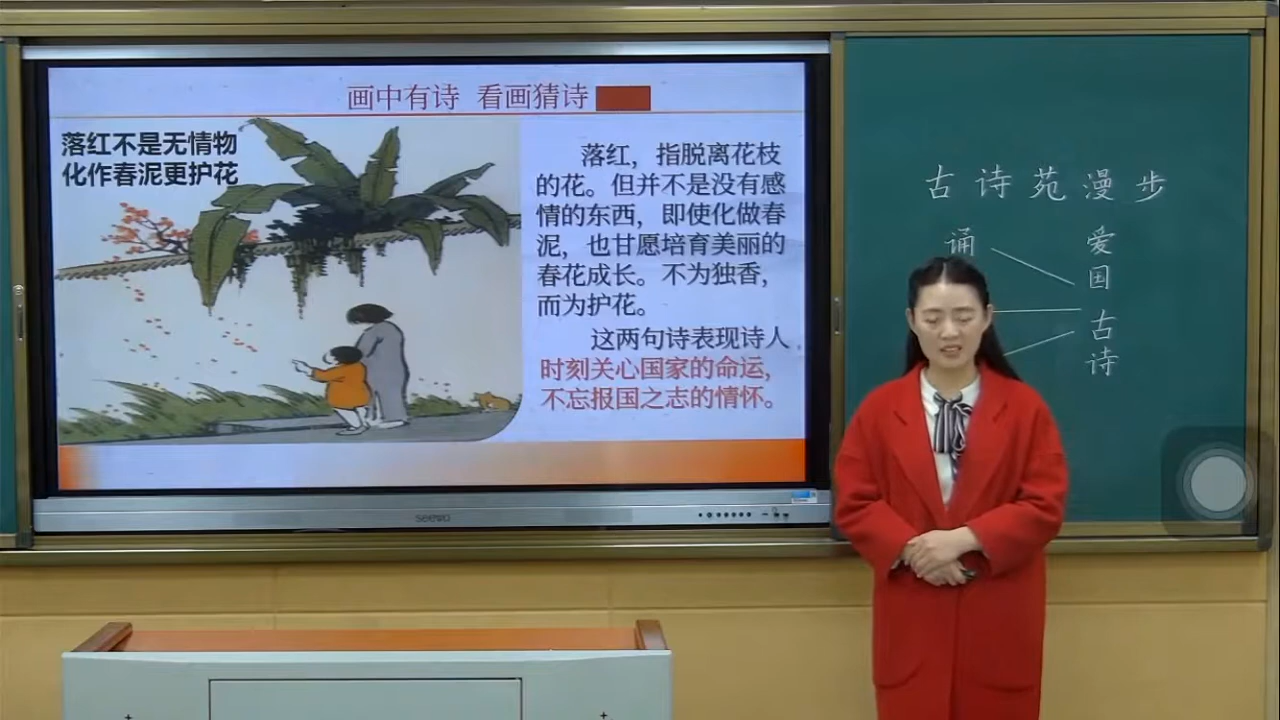 画中有诗 看画猜诗
落红不是无情物
化作春泥更护花
落红，指脱离花枝
的花。但并不是没有感
情的东西，即使化做春
泥，也甘愿培育美丽的
春花成长。不为独香，
而为护花。
这两句诗表现诗人
时刻关心国家的命运，
不忘报国之志的情怀。
seewo
古诗苑漫步
诵
爱
国
古
诗